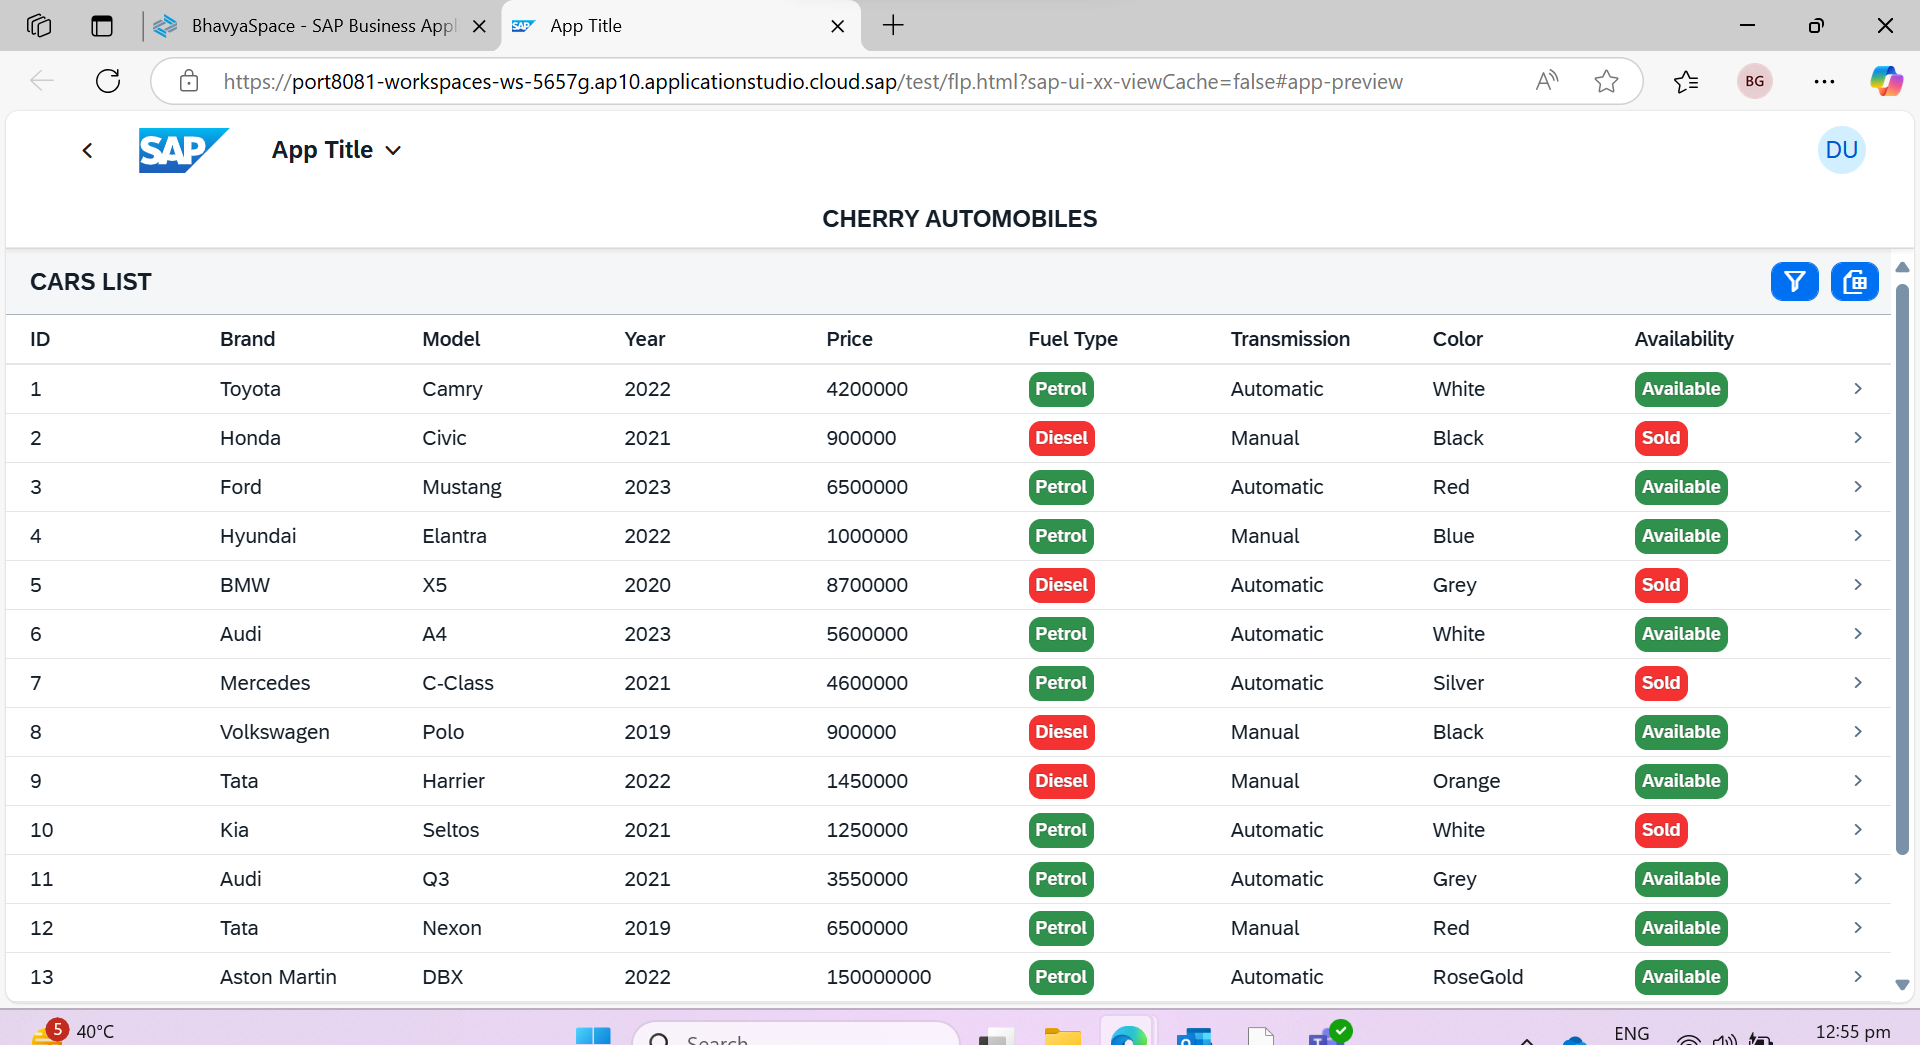 BhavyaSpace - SAP Business Appl
SAP App Title
https://port8081-workspaces-ws-5657g.ap10.applicationstudio.cloud.sap/test/flp.html?sap-ui-xx-viewCache=false#app-preview
BG
SAP App Title
DU
CHERRY AUTOMOBILES
CARS LIST
ID Brand Model Year Price Fuel Type Transmission Color Availability
1 Toyota Camry 2022 4200000 Petrol Automatic White Available
2 Honda Civic 2021 900000 Diesel Manual Black Sold
3 Ford Mustang 2023 6500000 Petrol Automatic Red Available
4 Hyundai Elantra 2022 1000000 Petrol Manual Blue Available
5 BMW X5 2020 8700000 Diesel Automatic Grey Sold
6 Audi A4 2023 5600000 Petrol Automatic White Available
7 Mercedes C-Class 2021 4600000 Petrol Automatic Silver Sold
8 Volkswagen Polo 2019 900000 Diesel Manual Black Available
9 Tata Harrier 2022 1450000 Diesel Manual Orange Available
10 Kia Seltos 2021 1250000 Petrol Automatic White Sold
11 Audi Q3 2021 3550000 Petrol Automatic Grey Available
12 Tata Nexon 2019 6500000 Petrol Manual Red Available
13 Aston Martin DBX 2022 150000000 Petrol Automatic RoseGold Available
5 40°C Search ENG 12:55 pm